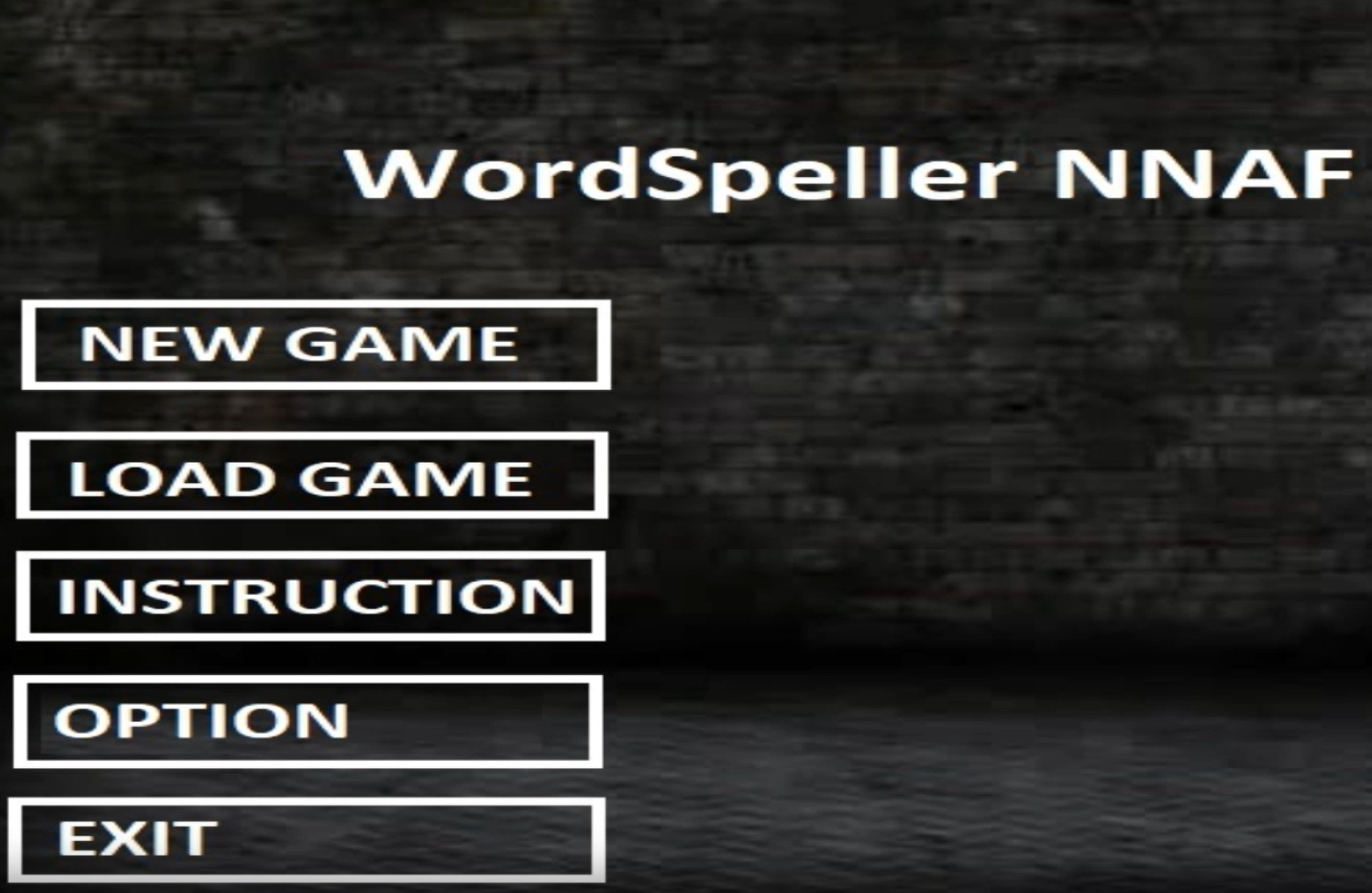 WordSpeller NNAF
NEW GAME
LOAD GAME
INSTRUCTION
OPTION
EXIT